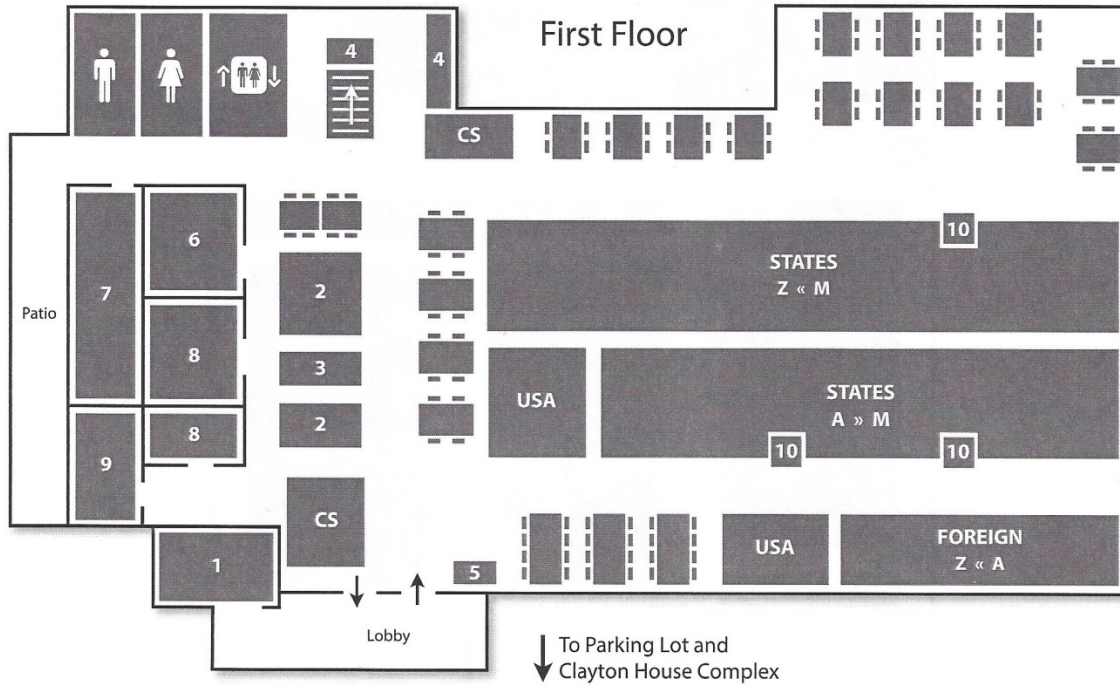 First Floor
4
4
CS
6
7
2
10
STATES
Z « M
Patio
8
3
USA
STATES
A » M
2
8
9
10
10
CS
1
5
USA
FOREIGN
Z « A
Lobby
To Parking Lot and
Clayton House Complex